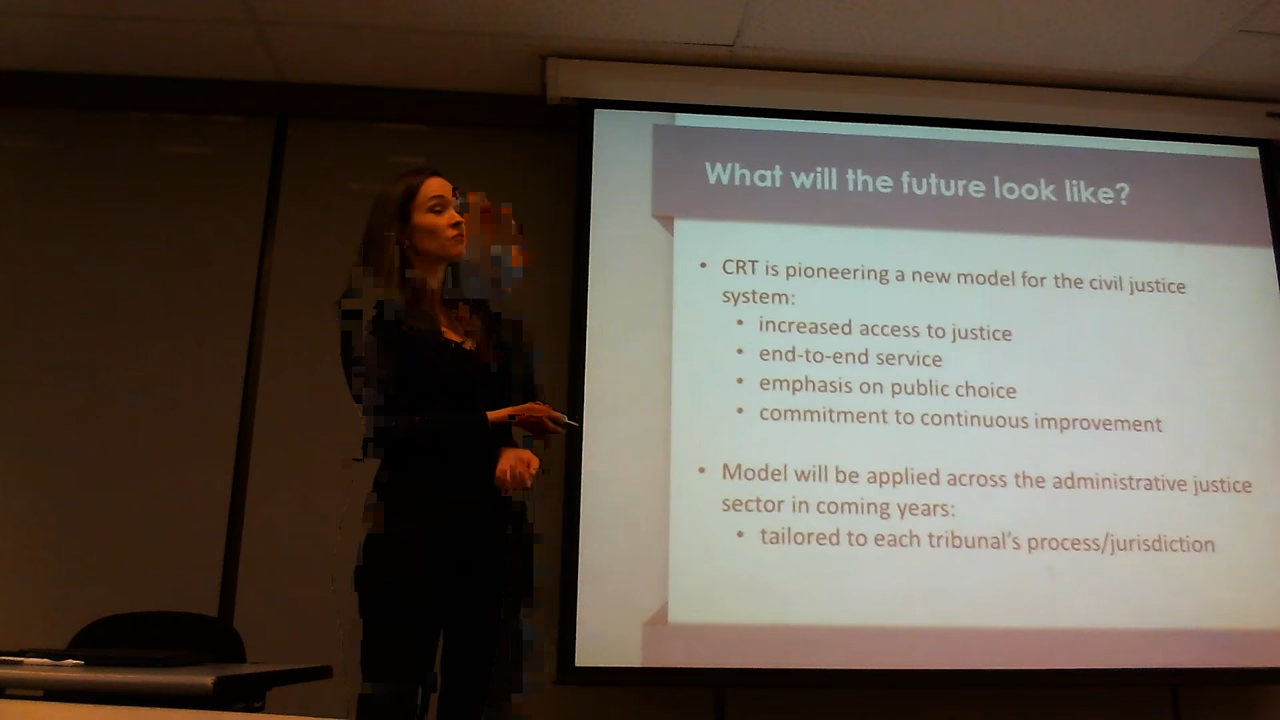 What will the future look like?
• CRT is pioneering a new model for the civil justice
system:
• increased access to justice
• end-to-end service
• emphasis on public choice
• commitment to continuous improvement
• Model will be applied across the administrative justice
sector in coming years:
• tailored to each tribunal's process/jurisdiction